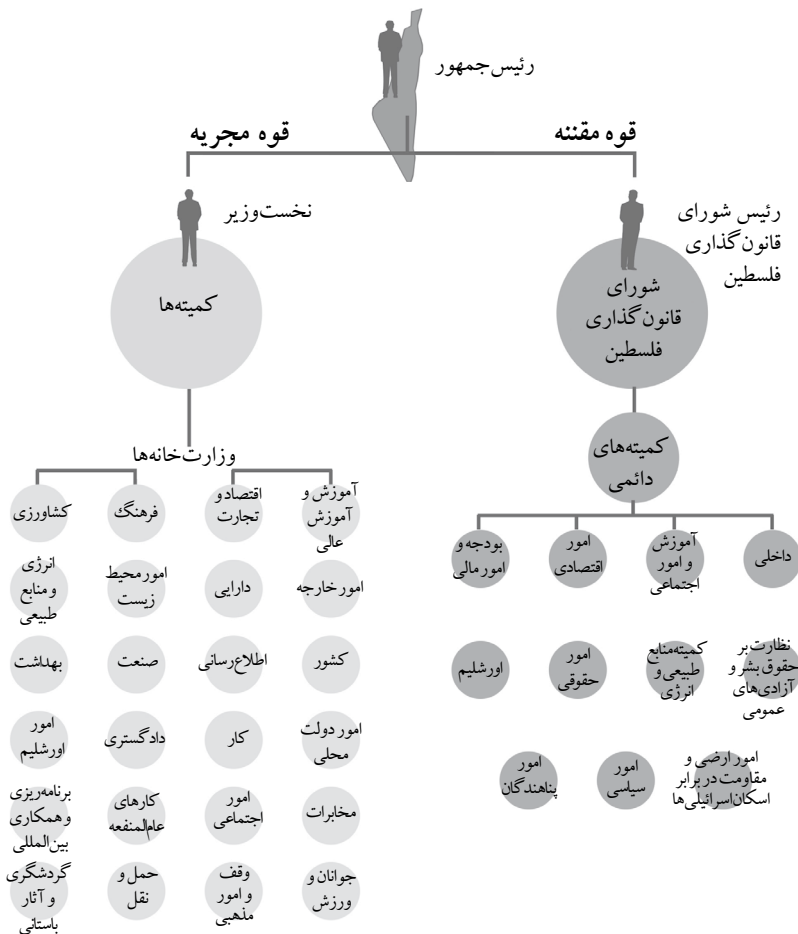 رئیس‌جمهور
قوه مقننه
قوه مجریه
رئیس شورای
قانون‌گذاری
فلسطین
شورای
قانون‌گذاری
فلسطین
کمیته‌های
دائمی
داخلی
آموزش
و امور
اجتماعی
امور
اقتصادی
بودجه و
امور مالی
نظارت بر
حقوق بشر و
آزادی‌های
عمومی
کمیته منابع
طبیعی و
انرژی
امور
حقوقی
اورشلیم
امور ارضی و
مقاومت در برابر
اسکان اسرائیلی‌ها
امور
سیاسی
امور
پناهندگان
نخست‌وزیر
کمیته‌ها
وزارت‌خانه‌ها
آموزش و
آموزش
عالی
اقتصاد و
تجارت
فرهنگ
کشاورزی
امور خارجه
دارایی
امور محیط
زیست
انرژی
و منابع
طبیعی
کشور
اطلاع‌رسانی
صنعت
بهداشت
امور دولت
محلی
کار
دادگستری
امور
اورشلیم
مخابرات
امور
اجتماعی
کارهای
عام‌المنفعه
برنامه‌ریزی
و همکاری
بین‌المللی
جوانان و
ورزش
وقف
و امور
مذهبی
حمل و
نقل
گردشگری
و آثار
باستانی